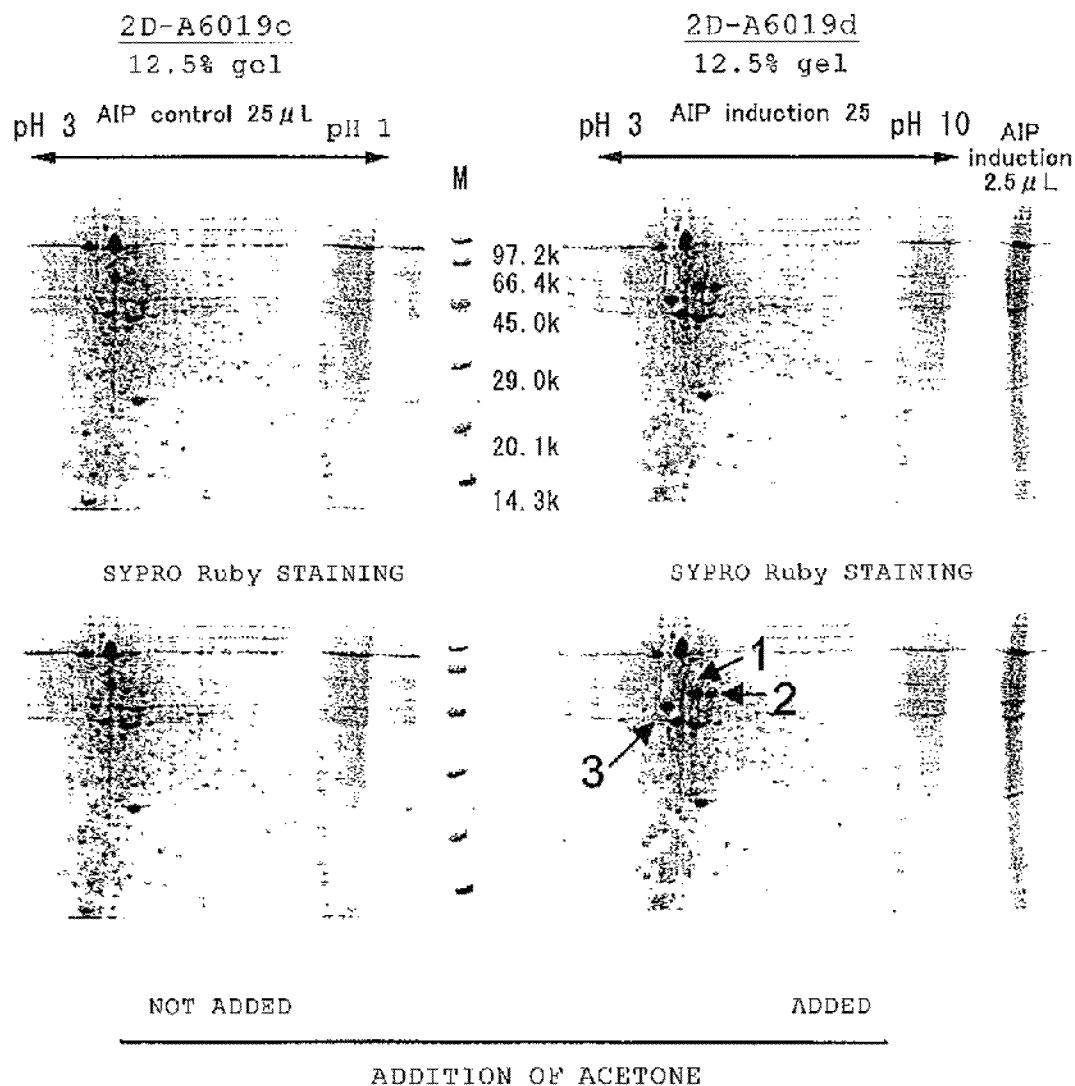 2D-A6019c
12.5% gel
AIP control 25 μL
pH 3
pH 1
M
2D-A6019d
12.5% gel
AIP induction 25
pH 3
pH 10
AIP
induction
2.5 μL
97.2k
66.4k
45.0k
29.0k
20.1k
14.3k
SYPRO Ruby STAINING
SYPRO Ruby STAINING
1
2
3
NOT ADDED
ADDED
ADDITION OF ACETONE